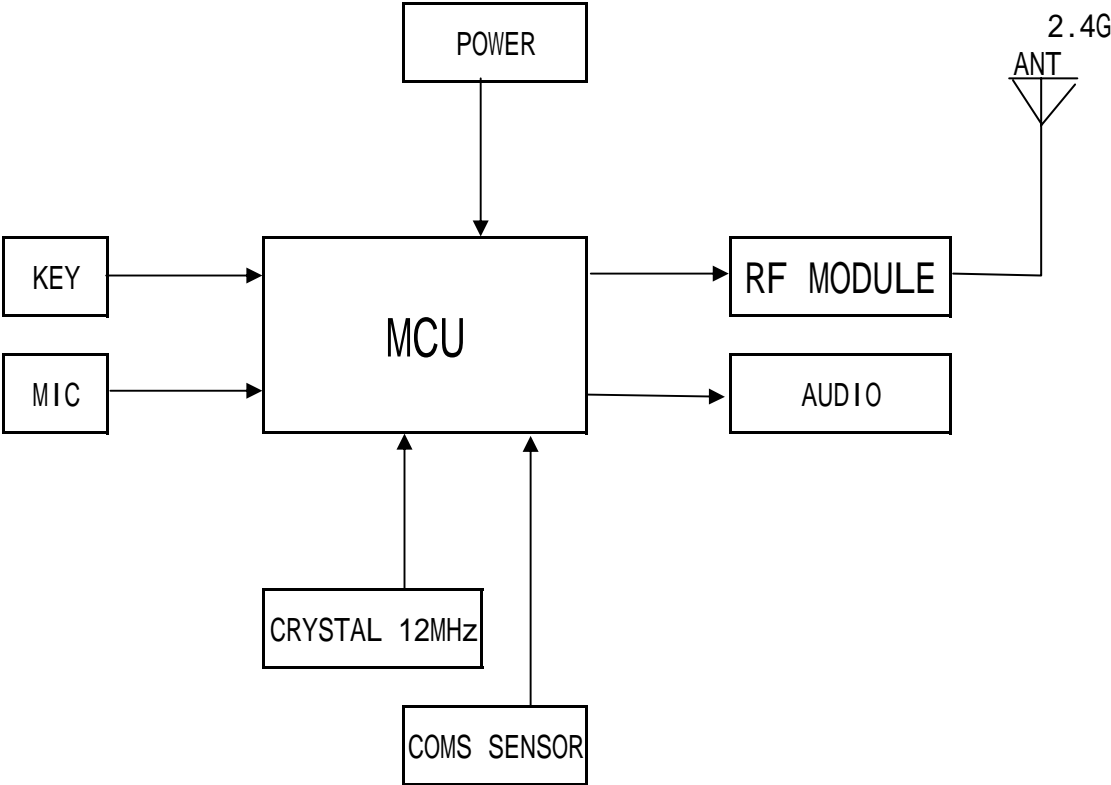 2.4G
POWER
ANT
KEY
RF MODULE
MCU
MIC
AUDIO
CRYSTAL 12MHz
COMS SENSOR